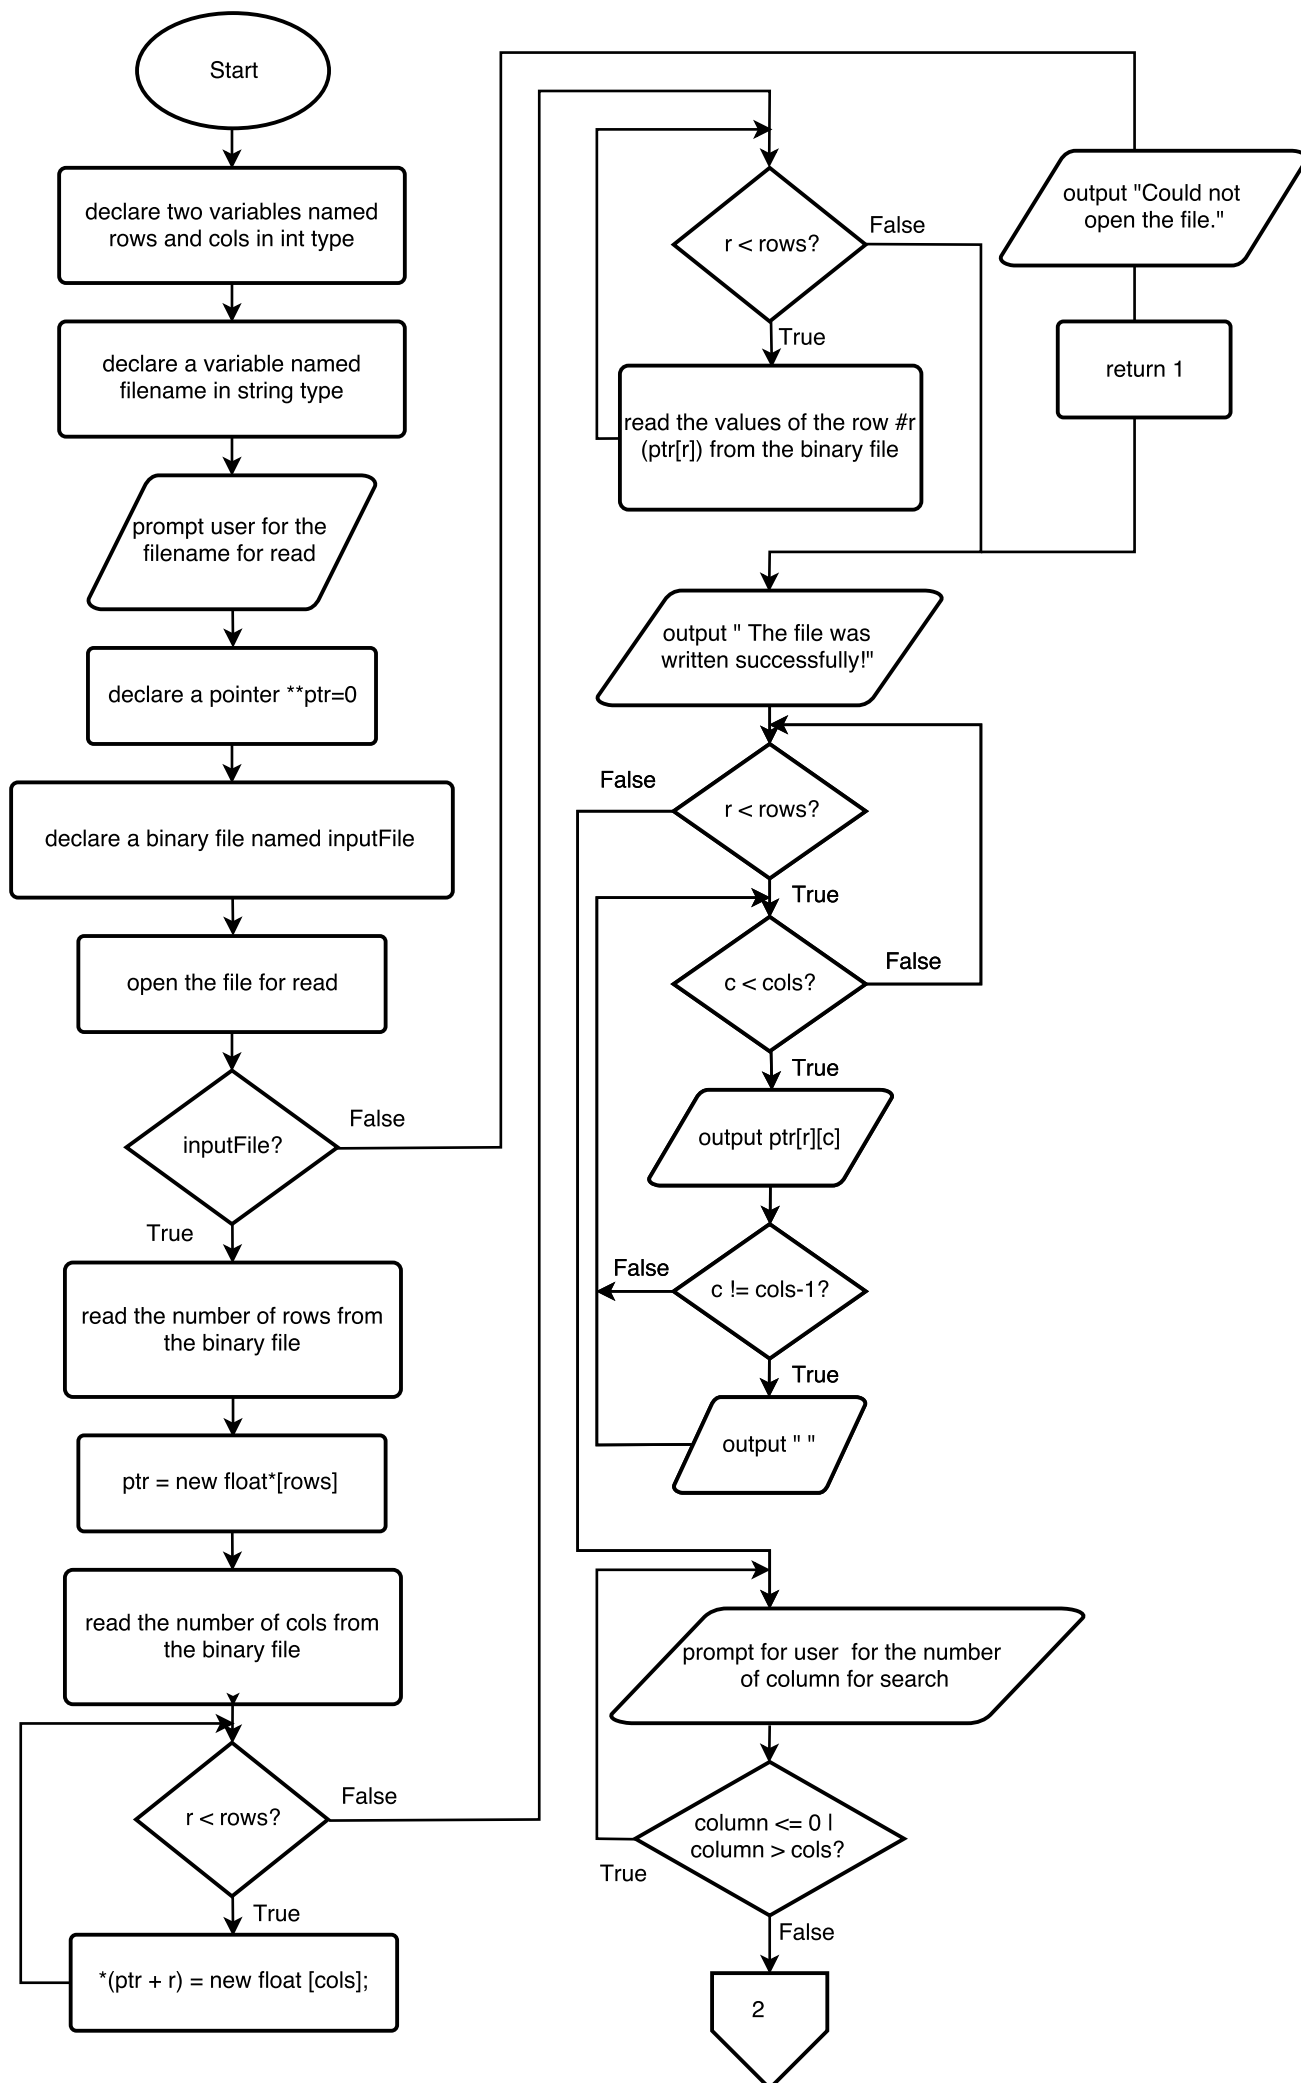 Start
declare two variables named
rows and cols in int type
declare a variable named
filename in string type
prompt user for the
filename for read
declare a pointer **ptr=0
declare a binary file named inputFile
open the file for read
inputFile?
False
True
read the number of rows from
the binary file
ptr = new float*[rows]
read the number of cols from
the binary file
r < rows?
False
True
*(ptr + r) = new float [cols];
r < rows?
False
True
read the values of the row #r
(ptr[r]) from the binary file
output "Could not
open the file."
return 1
output " The file was
written successfully!"
r < rows?
False
True
c < cols?
False
True
output ptr[r][c]
c != cols-1?
False
True
output " "
prompt for user  for the number
of column for search
column <= 0 |
column > cols?
True
False
2